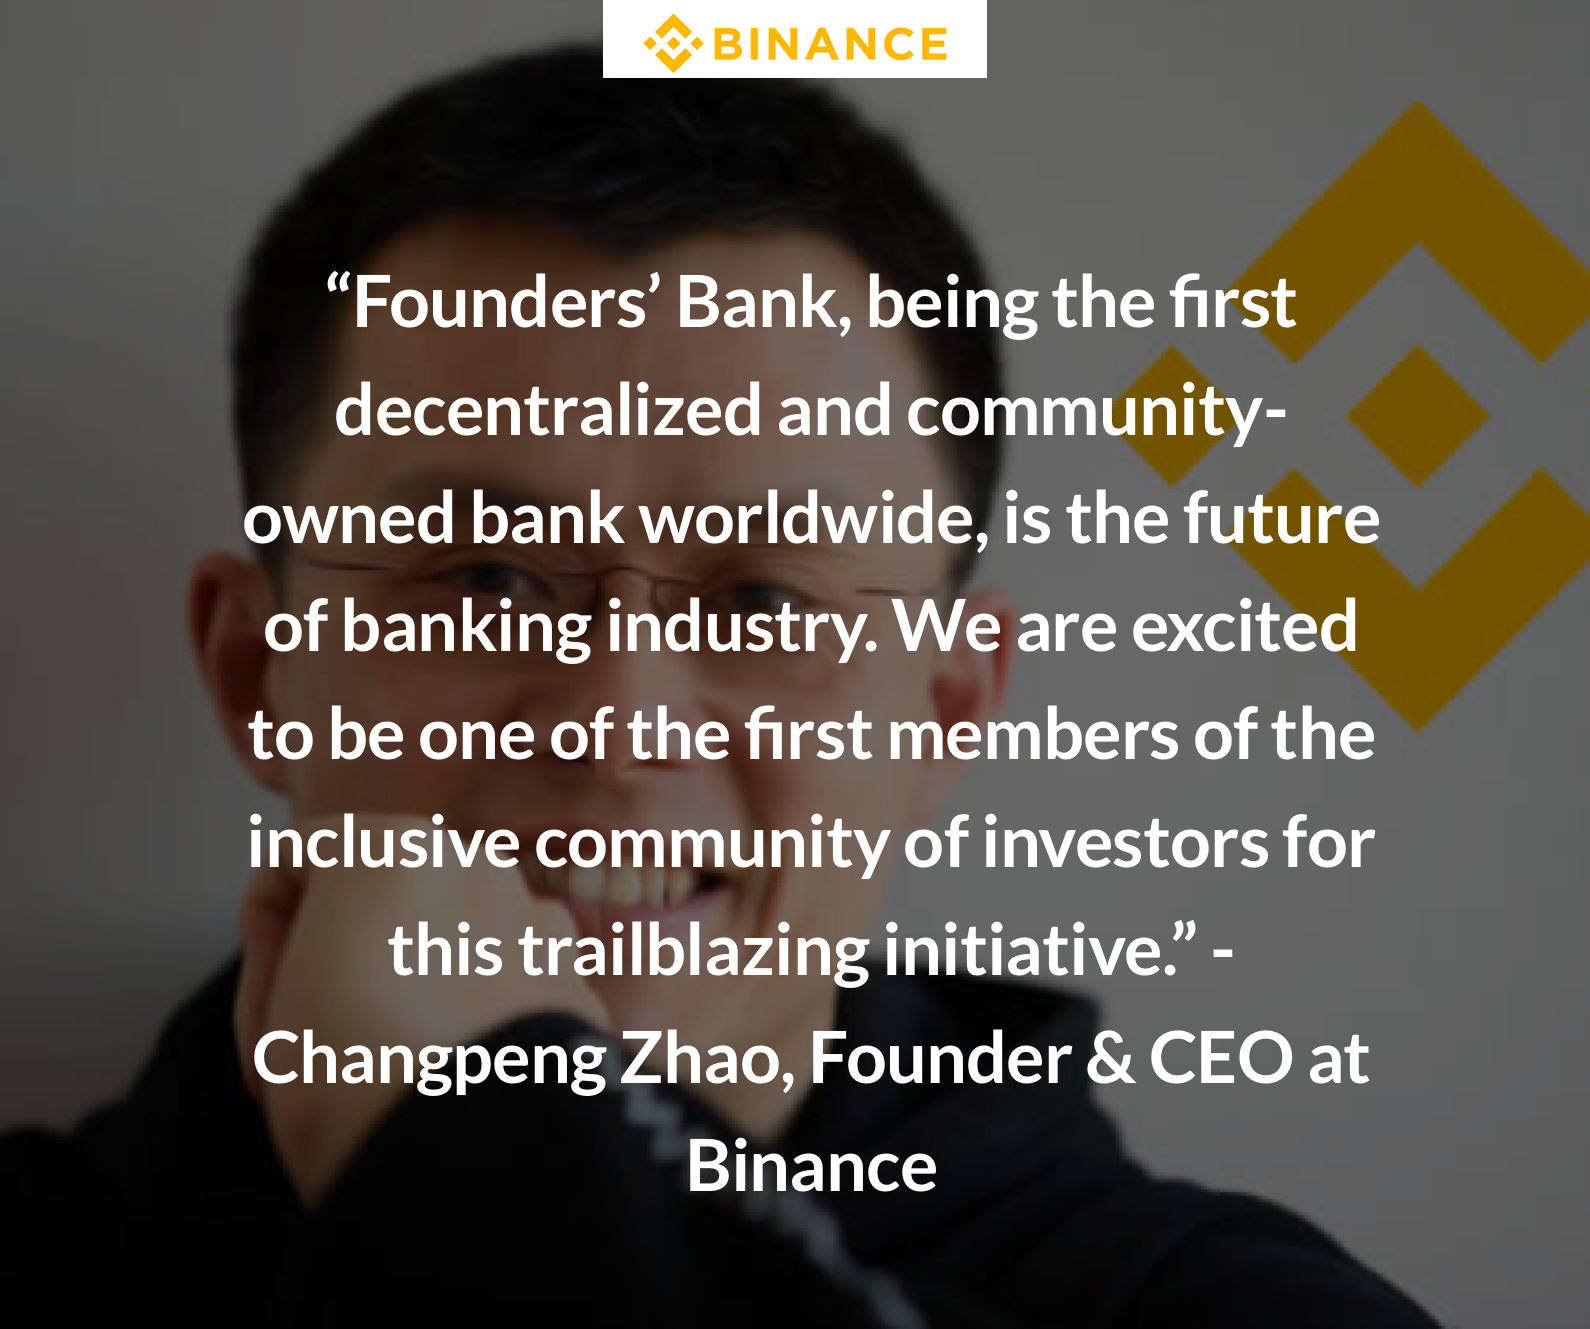 BINANCE
“Founders’ Bank, being the first
decentralized and community-
owned bank worldwide, is the future
of banking industry. We are excited
to be one of the first members of the
inclusive community of investors for
this trailblazing initiative.” -
Changpeng Zhao, Founder & CEO at
Binance